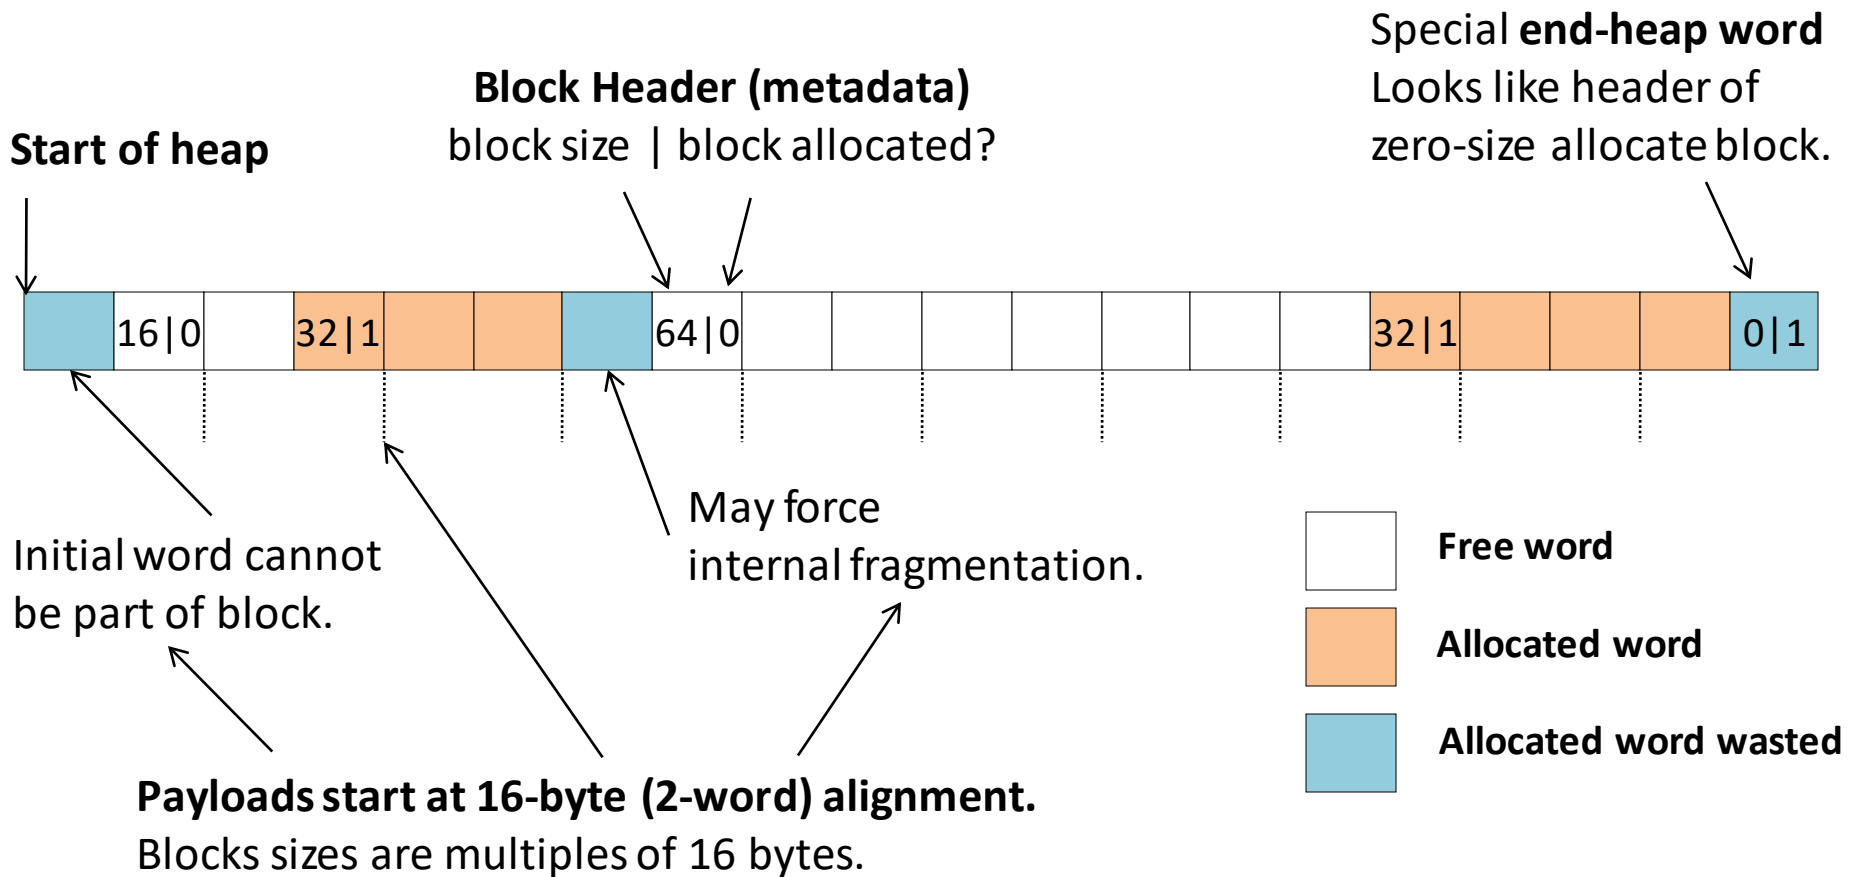 Special end-heap word
Looks like header of
zero-size allocate block.
Block Header (metadata)
block size | block allocated?
Start of heap
16|0
32|1
64|0
32|1
0|1
Initial word cannot
be part of block.
May force
internal fragmentation.
Free word
Allocated word
Allocated word wasted
Payloads start at 16-byte (2-word) alignment.
Blocks sizes are multiples of 16 bytes.